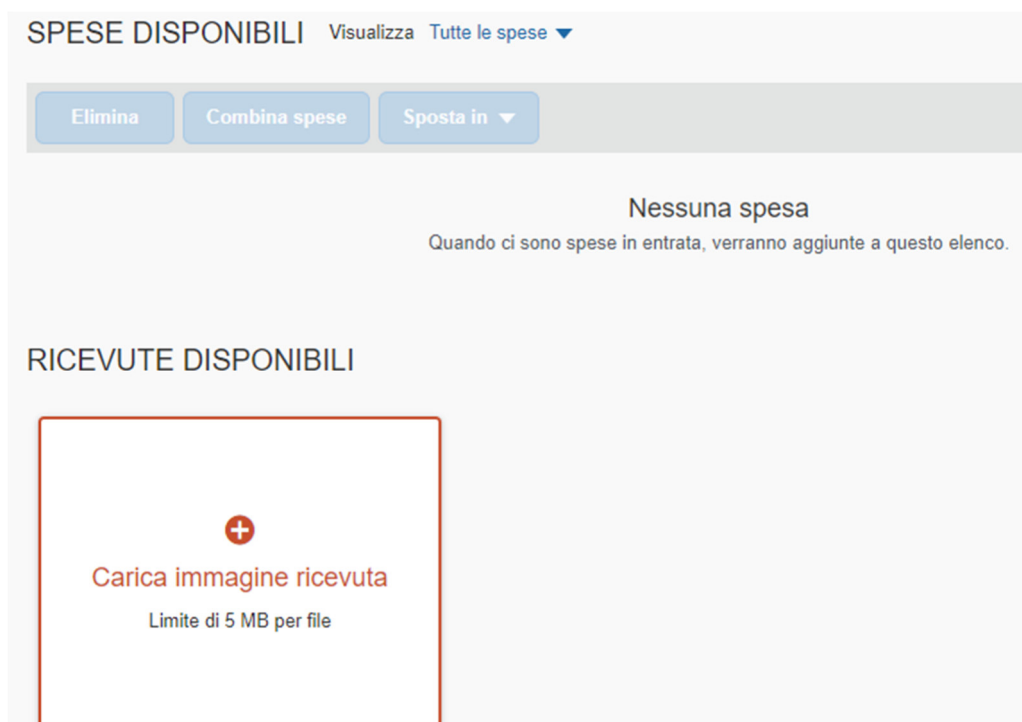 SPESE DISPONIBILI Visualizza Tutte le spese
Elimina Combina spese Sposta in
Nessuna spesa
Quando ci sono spese in entrata, verranno aggiunte a questo elenco.
RICEVUTE DISPONIBILI
Carica immagine ricevuta
Limite di 5 MB per file